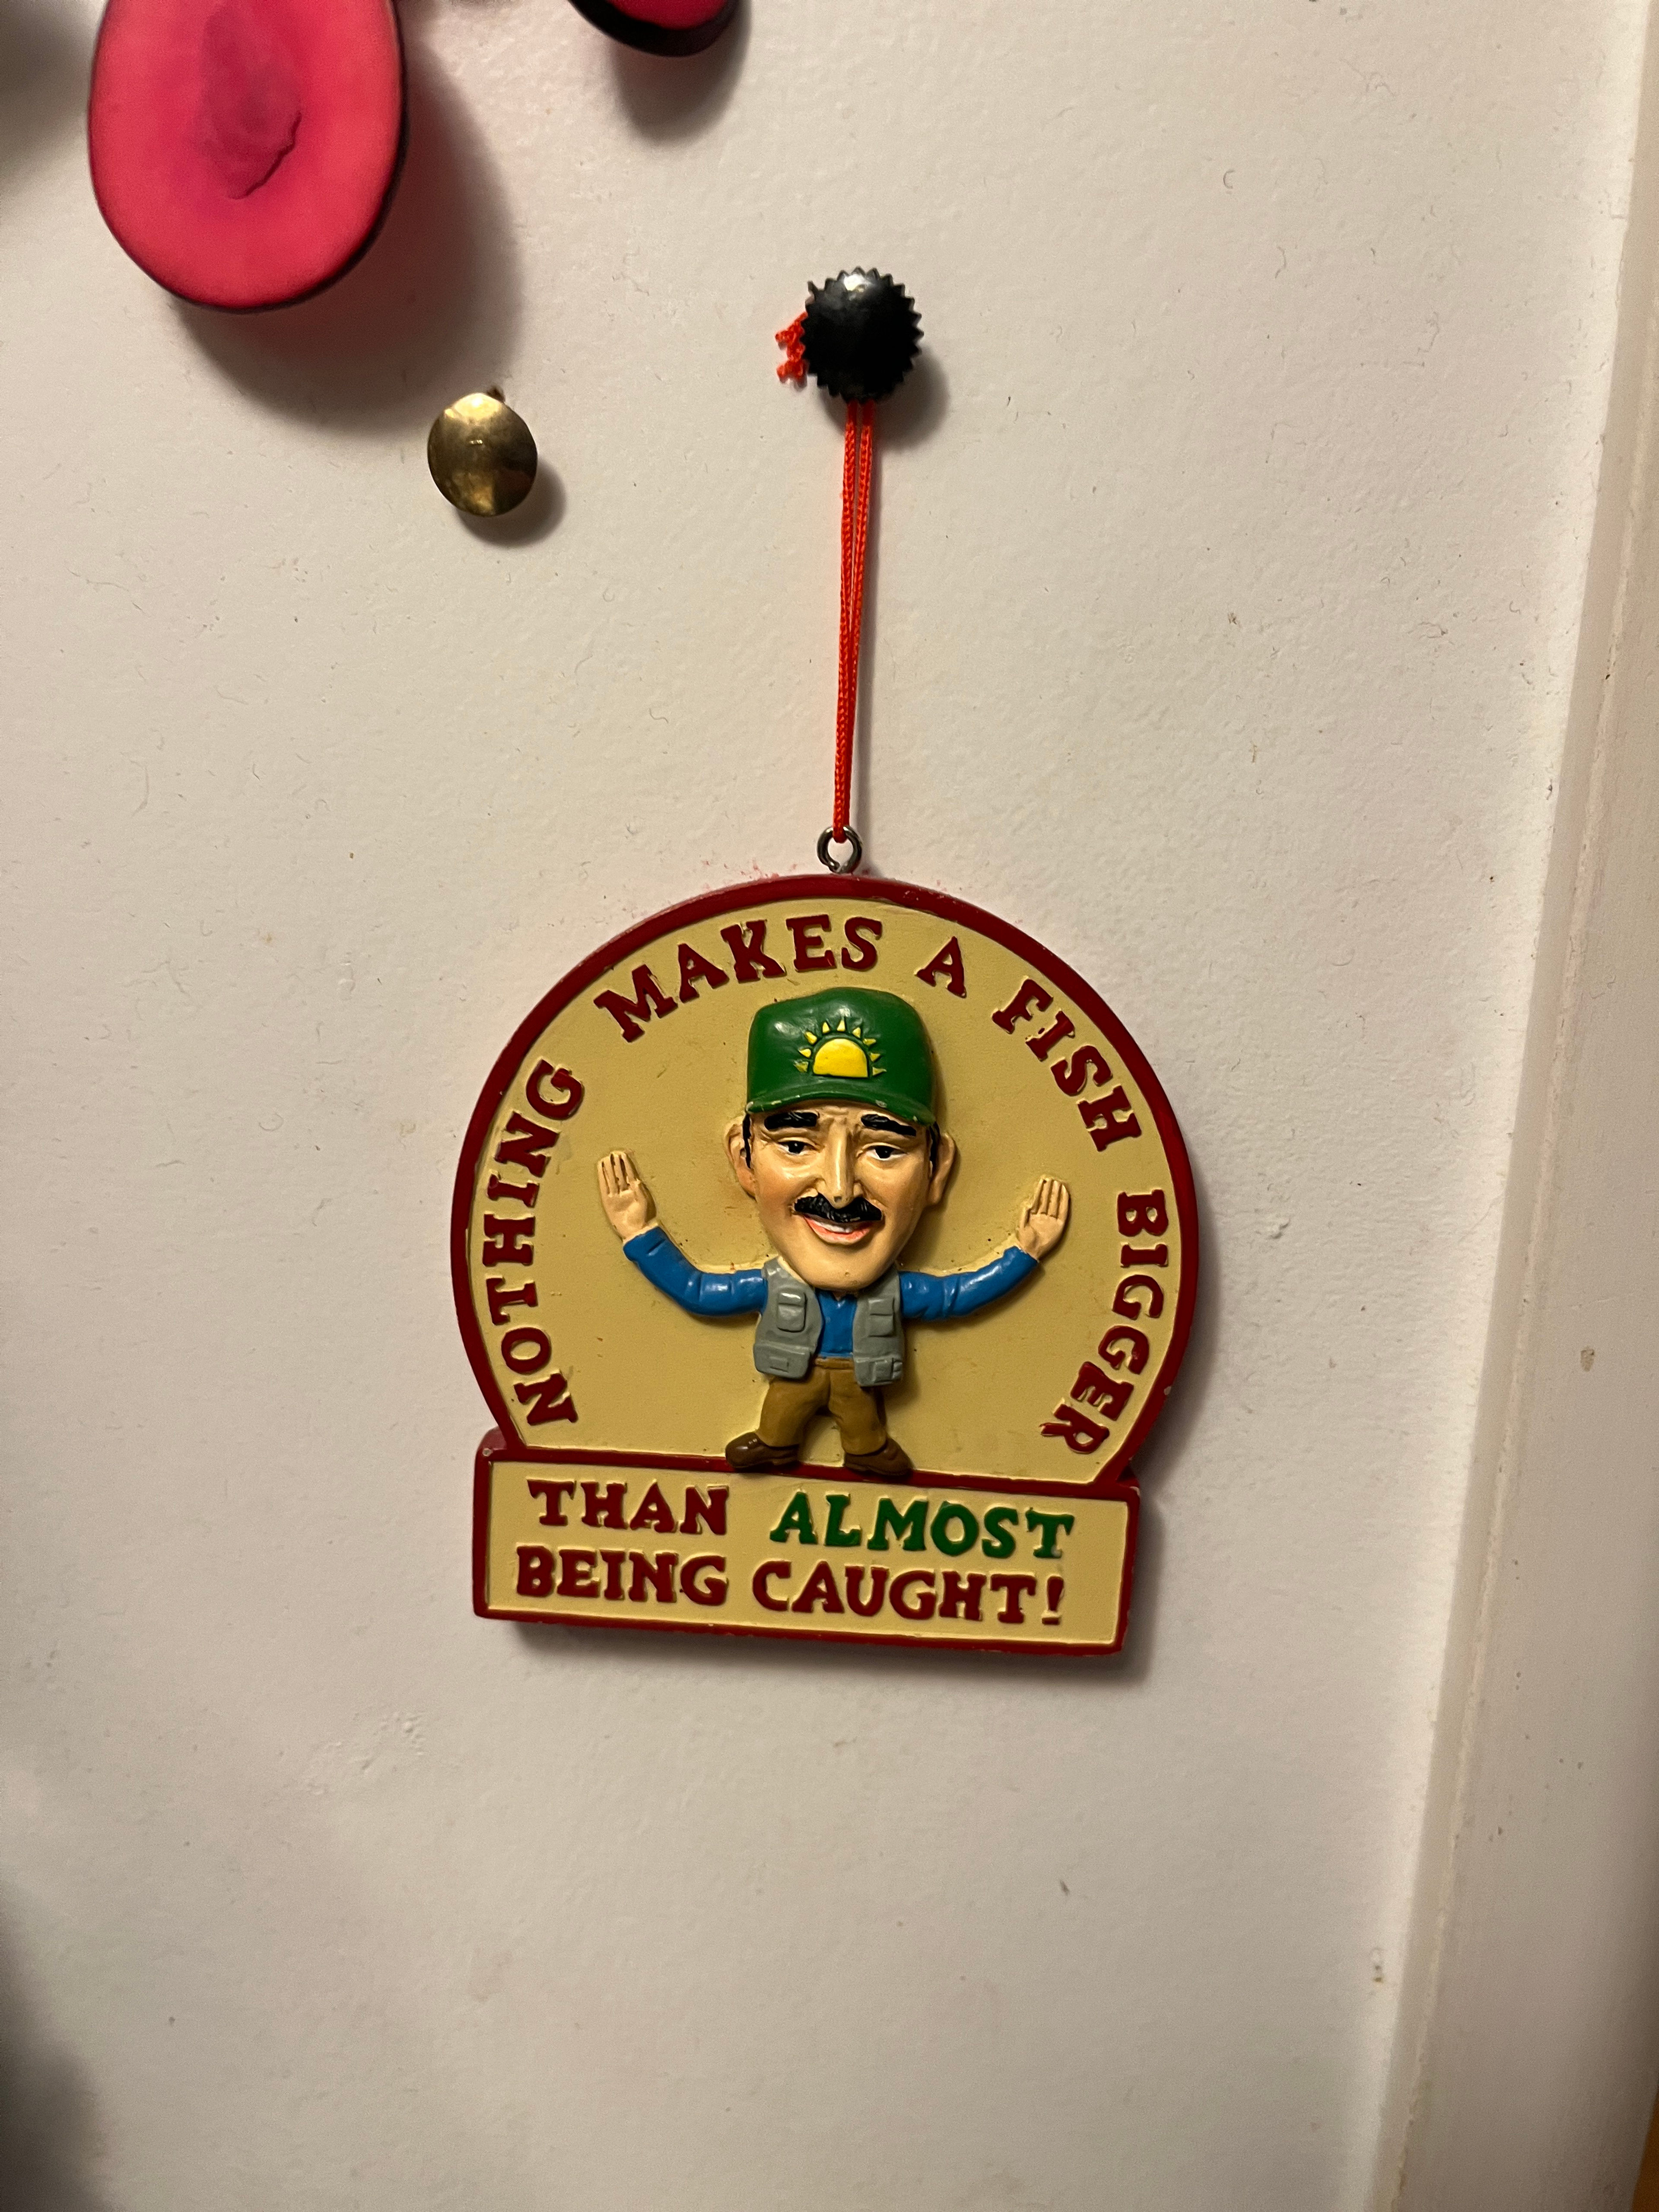 NOTHING MAKES A FISH BIGGER
THAN ALMOST
BEING CAUGHT!